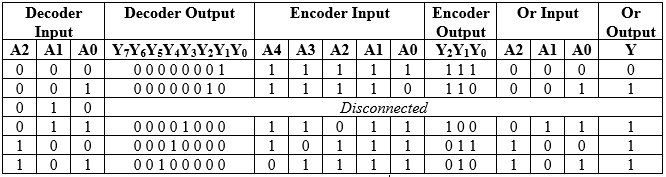 Decoder Input Decoder Output Encoder Input Encoder Output Or Input Or Output
A2 A1 A0 Y₇Y₆Y₅Y₄Y₃Y₂Y₁Y₀ A4 A3 A2 A1 A0 Y₂Y₁Y₀ A2 A1 A0 Y
0 0 0 0 0 0 0 0 0 0 1 1 1 1 1 1 1 1 1 0 0 0 0
0 0 1 0 0 0 0 0 0 1 0 1 1 1 1 0 1 1 0 0 0 1 1
0 1 0 Disconnected
0 1 1 0 0 0 0 1 0 0 0 1 1 0 1 1 1 0 0 0 1 1 1
1 0 0 0 0 0 1 0 0 0 0 1 0 1 1 1 0 1 1 1 0 0 1
1 0 1 0 0 1 0 0 0 0 0 0 1 1 1 1 0 1 0 1 0 1 1